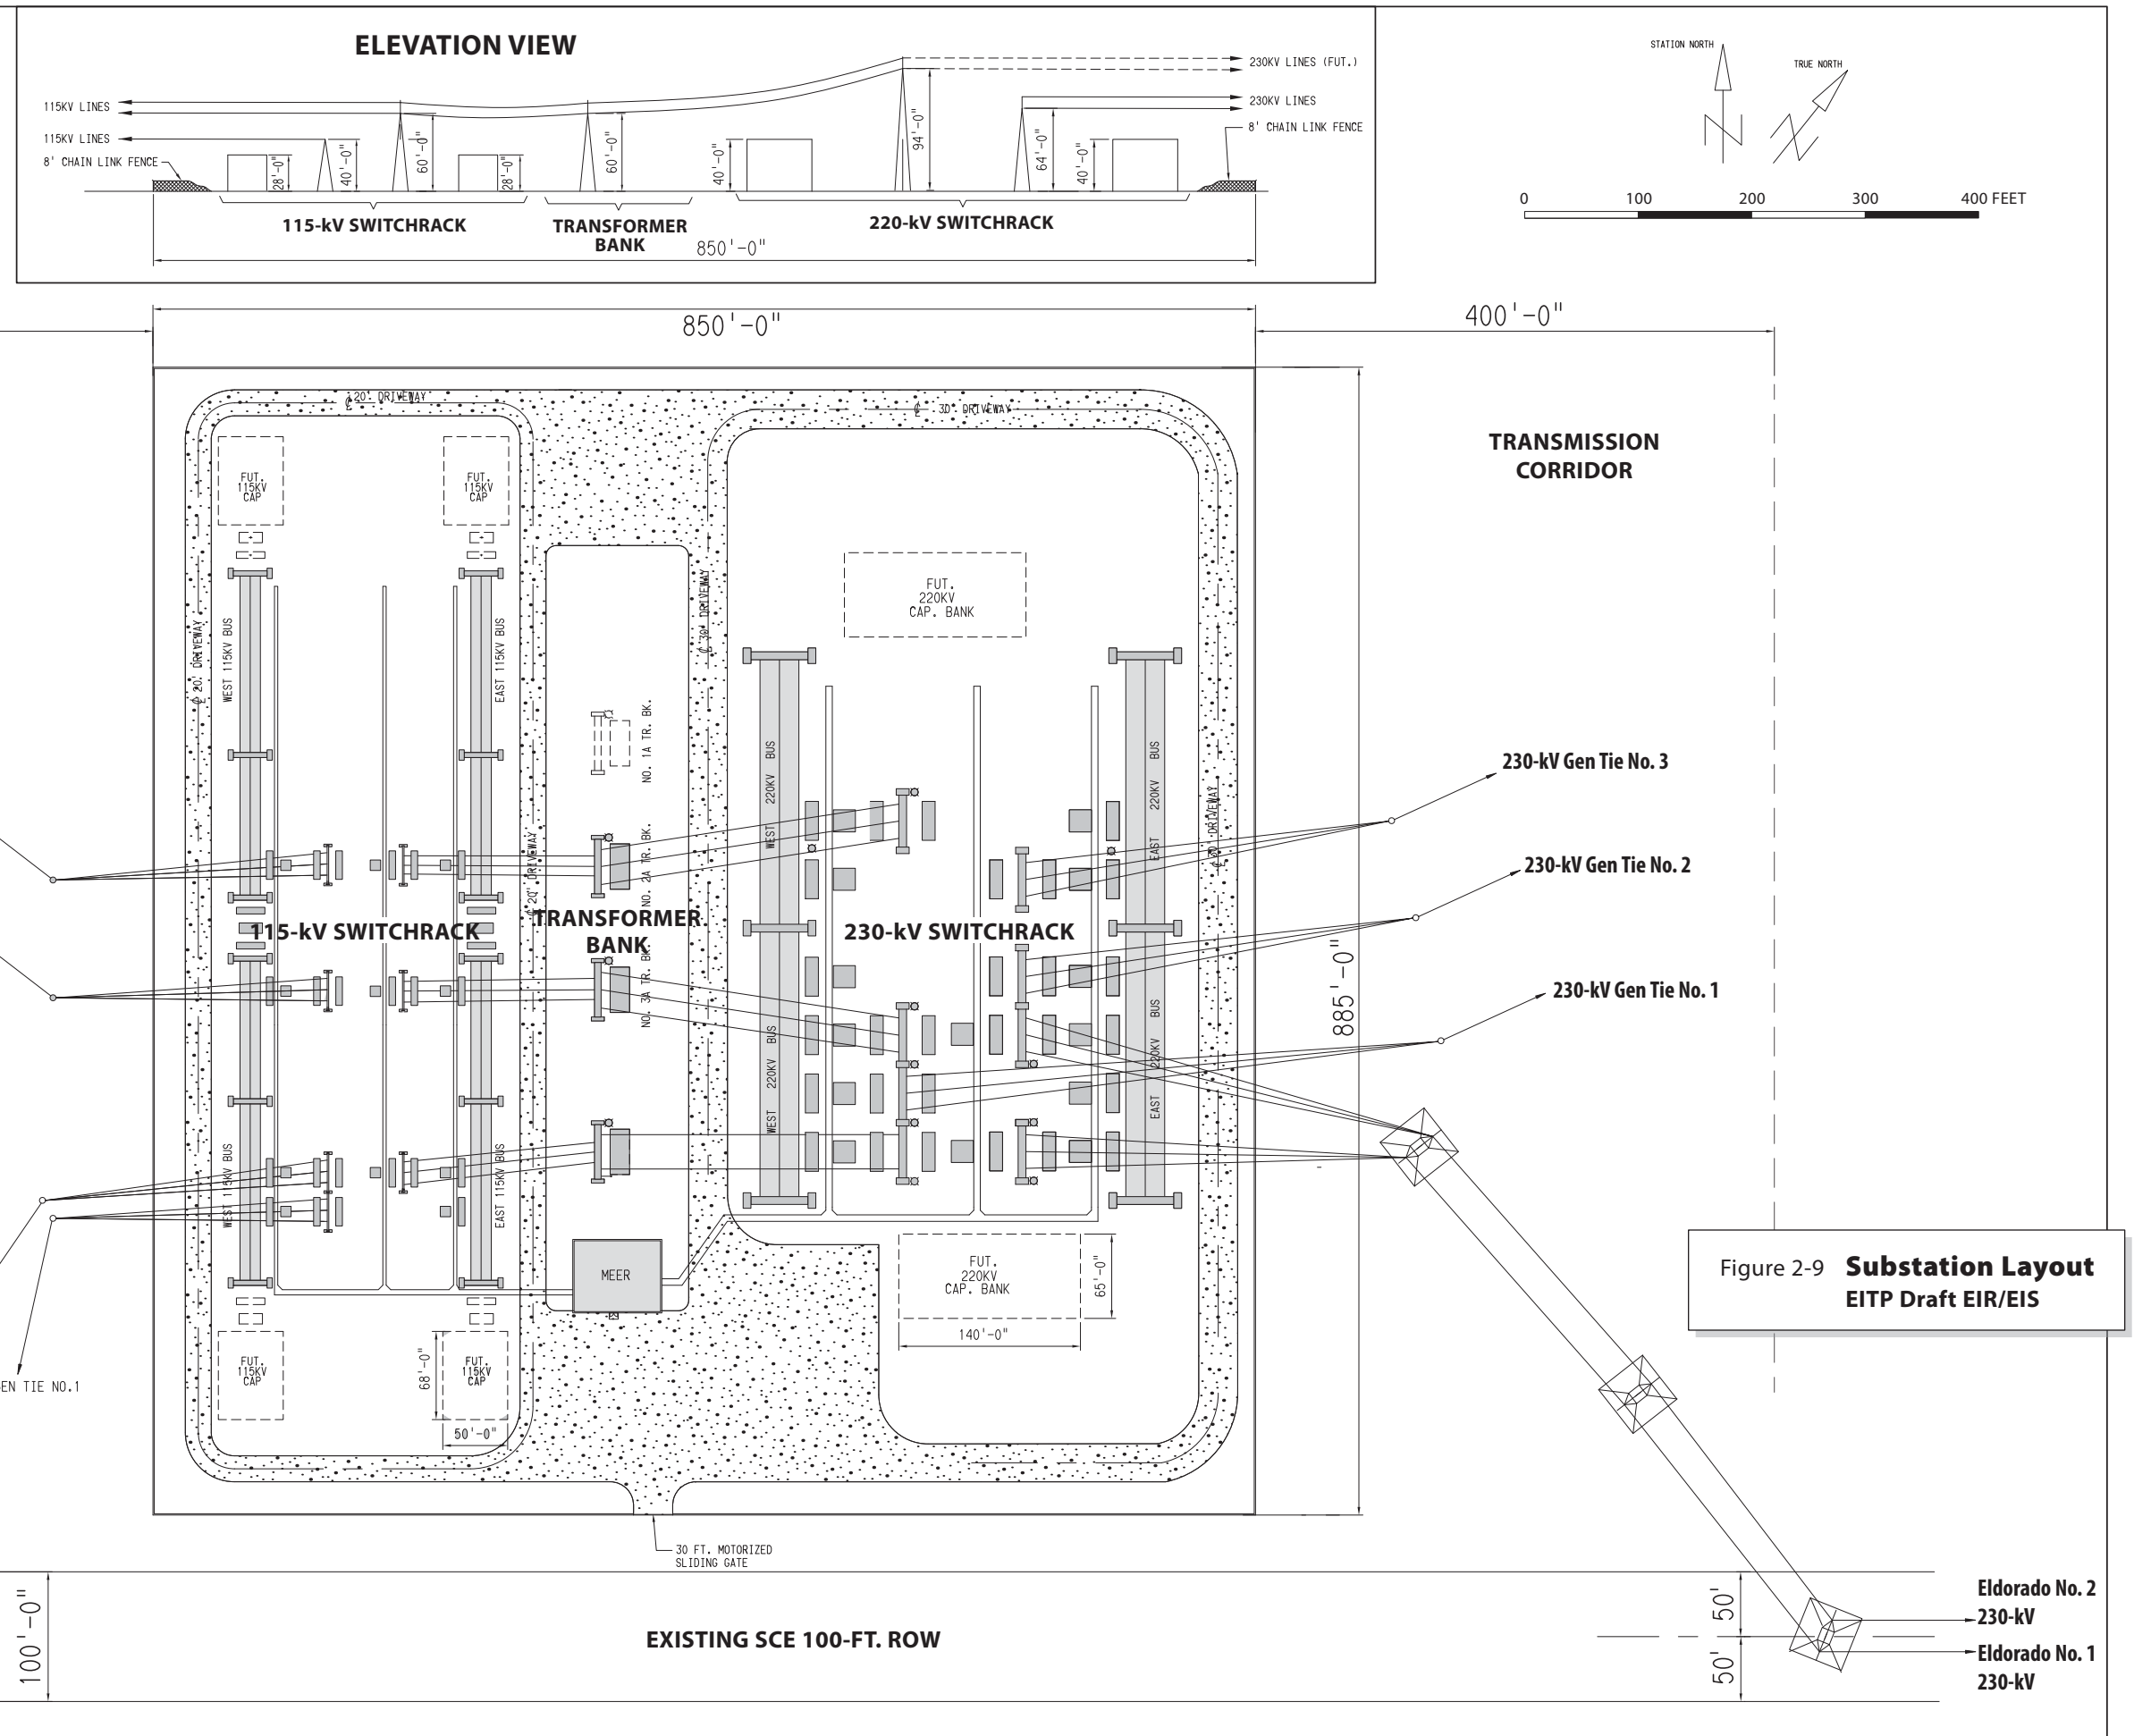 ELEVATION VIEW
115KV LINES
115KV LINES
8' CHAIN LINK FENCE
28'-0"
40'-0"
60'-0"
28'-0"
60'-0"
40'-0"
94'-0"
64'-0"
40'-0"
230KV LINES (FUT.)
230KV LINES
8' CHAIN LINK FENCE
115-kV SWITCHRACK
TRANSFORMER
BANK
220-kV SWITCHRACK
850'-0"
STATION NORTH
TRUE NORTH
N
N
0 100 200 300 400 FEET
850'-0"
400'-0"
TRANSMISSION
CORRIDOR
℄ 20' DRIVEWAY
℄ 30' DRIVEWAY
FUT.
115KV
CAP
FUT.
115KV
CAP
FUT.
220KV
CAP. BANK
℄ 20' DRIVEWAY
WEST 115KV BUS
EAST 115KV BUS
℄ 30' DRIVEWAY
NO. 1A TR. BK.
WEST 220KV BUS
EAST 220KV BUS
℄ 30' DRIVEWAY
℄ 20' DRIVEWAY
NO. 2A TR. BK.
230-kV Gen Tie No. 3
230-kV Gen Tie No. 2
230-kV Gen Tie No. 1
115-kV SWITCHRACK
TRANSFORMER
BANK
230-kV SWITCHRACK
NO. 3A TR. BK.
885'-0"
WEST 220KV BUS
EAST 220KV BUS
WEST 115KV BUS
EAST 115KV BUS
MEER
FUT.
220KV
CAP. BANK
65'-0"
140'-0"
FUT.
115KV
CAP
68'-0"
FUT.
115KV
CAP
50'-0"
EN TIE NO.1
Figure 2-9 Substation Layout
EITP Draft EIR/EIS
30 FT. MOTORIZED
SLIDING GATE
100'-0"
EXISTING SCE 100-FT. ROW
50'
50'
Eldorado No. 2
230-kV
Eldorado No. 1
230-kV